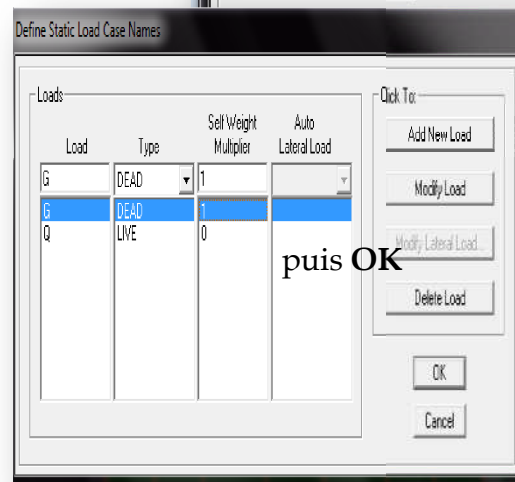 Define Static Load Case Names
Loads
Click To:
Load Type Self Weight Multiplier Auto Lateral Load
G DEAD 1
G DEAD 1
Q LIVE 0
Add New Load
Modify Load
Modify Lateral Load...
Delete Load
puis OK
OK
Cancel